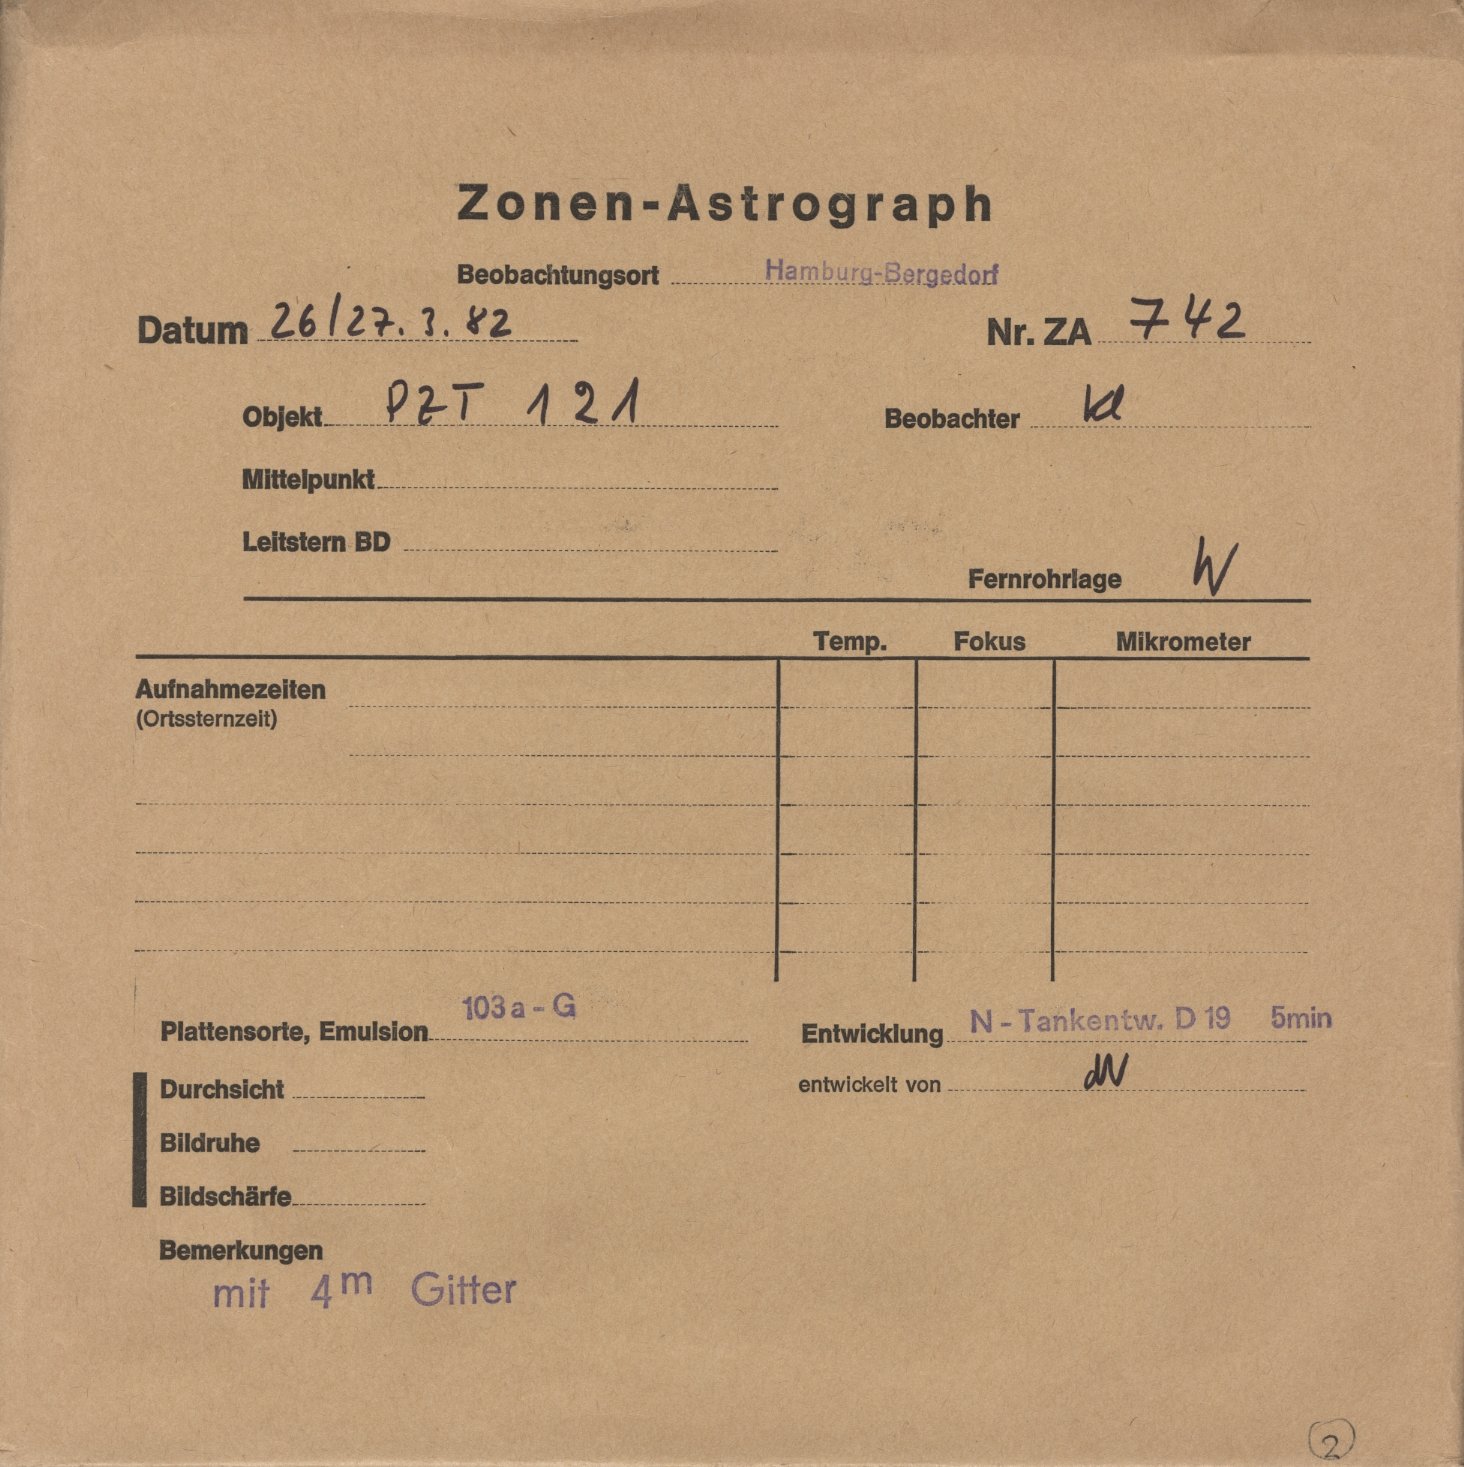 Zonen-Astrograph
Beobachtungsort Hamburg-Bergedorf
Datum 26/27.3.82 Nr. ZA 742
Objekt PZT 121 Beobachter Kl
Mittelpunkt
Leitstern BD
Fernrohrlage W
Temp. Fokus Mikrometer
Aufnahmezeiten
(Ortssternzeit)
Plattensorte, Emulsion 103a-G Entwicklung N-Tankentw. D 19 5min
Durchsicht entwickelt von dW
Bildruhe
Bildschärfe
Bemerkungen
mit 4m Gitter
2